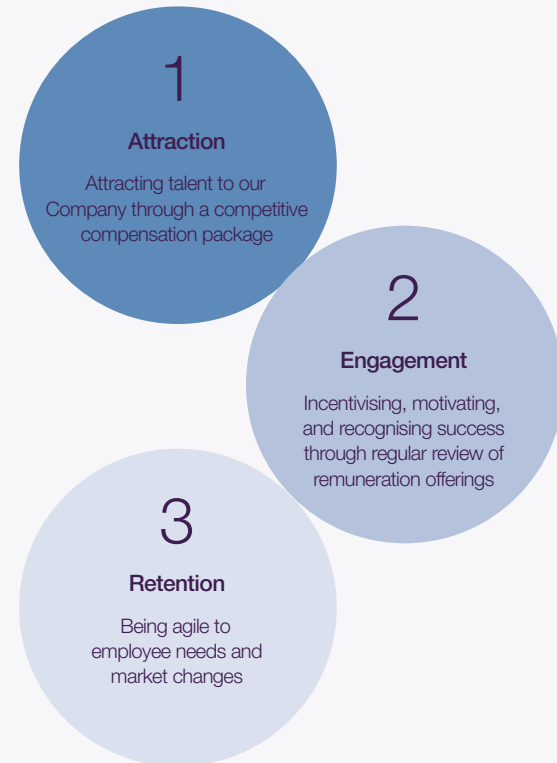 1
Attraction
Attracting talent to our
Company through a competitive
compensation package
2
Engagement
Incentivising, motivating,
and recognising success
through regular review of
remuneration offerings
3
Retention
Being agile to
employee needs and
market changes